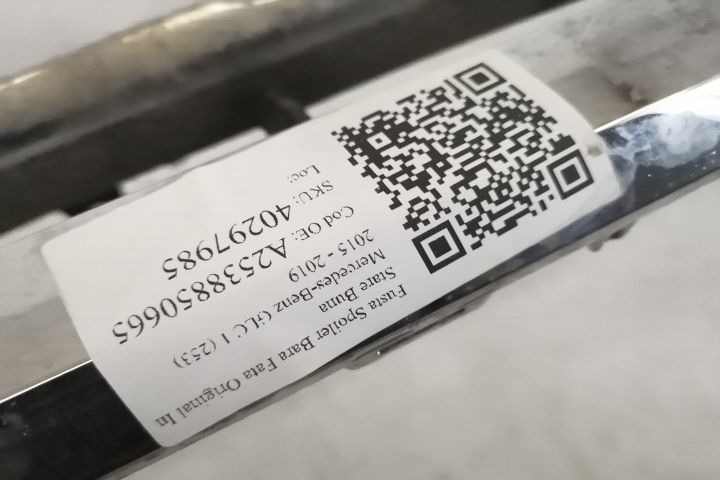 Fusta Spoiler Bara Fata Original In
Stare Buna
Mercedes-Benz GLC 1 (253)
2015 - 2019
Cod OE: A2538850665
SKU: 40297985
Loc: